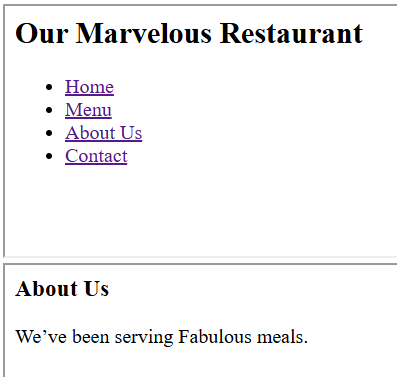 Our Marvelous Restaurant
Home
Menu
About Us
Contact
About Us
We’ve been serving Fabulous meals.